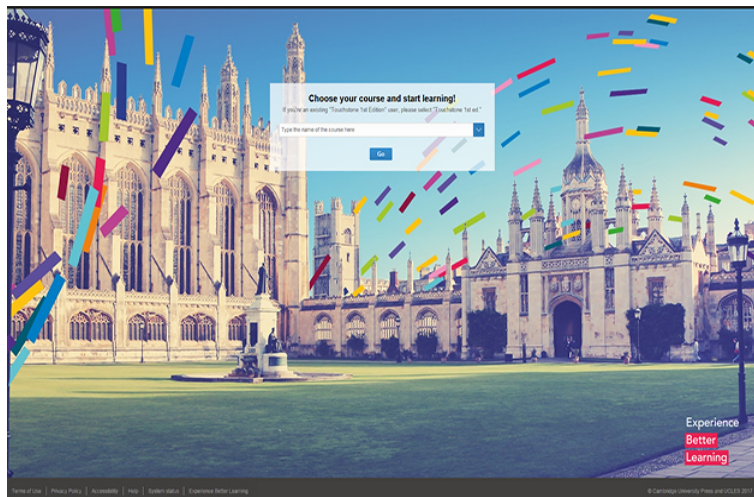 Choose your course and start learning!
If you're an existing "Touchstone 1st Edition" user, please select "Touchstone 1st ed."
Type the name of the course here
Go
Experience
Better
Learning
Terms of Use | Privacy Policy | Accessibility | Help | System status | Experience Better Learning
© Cambridge University Press and UCLES 2017